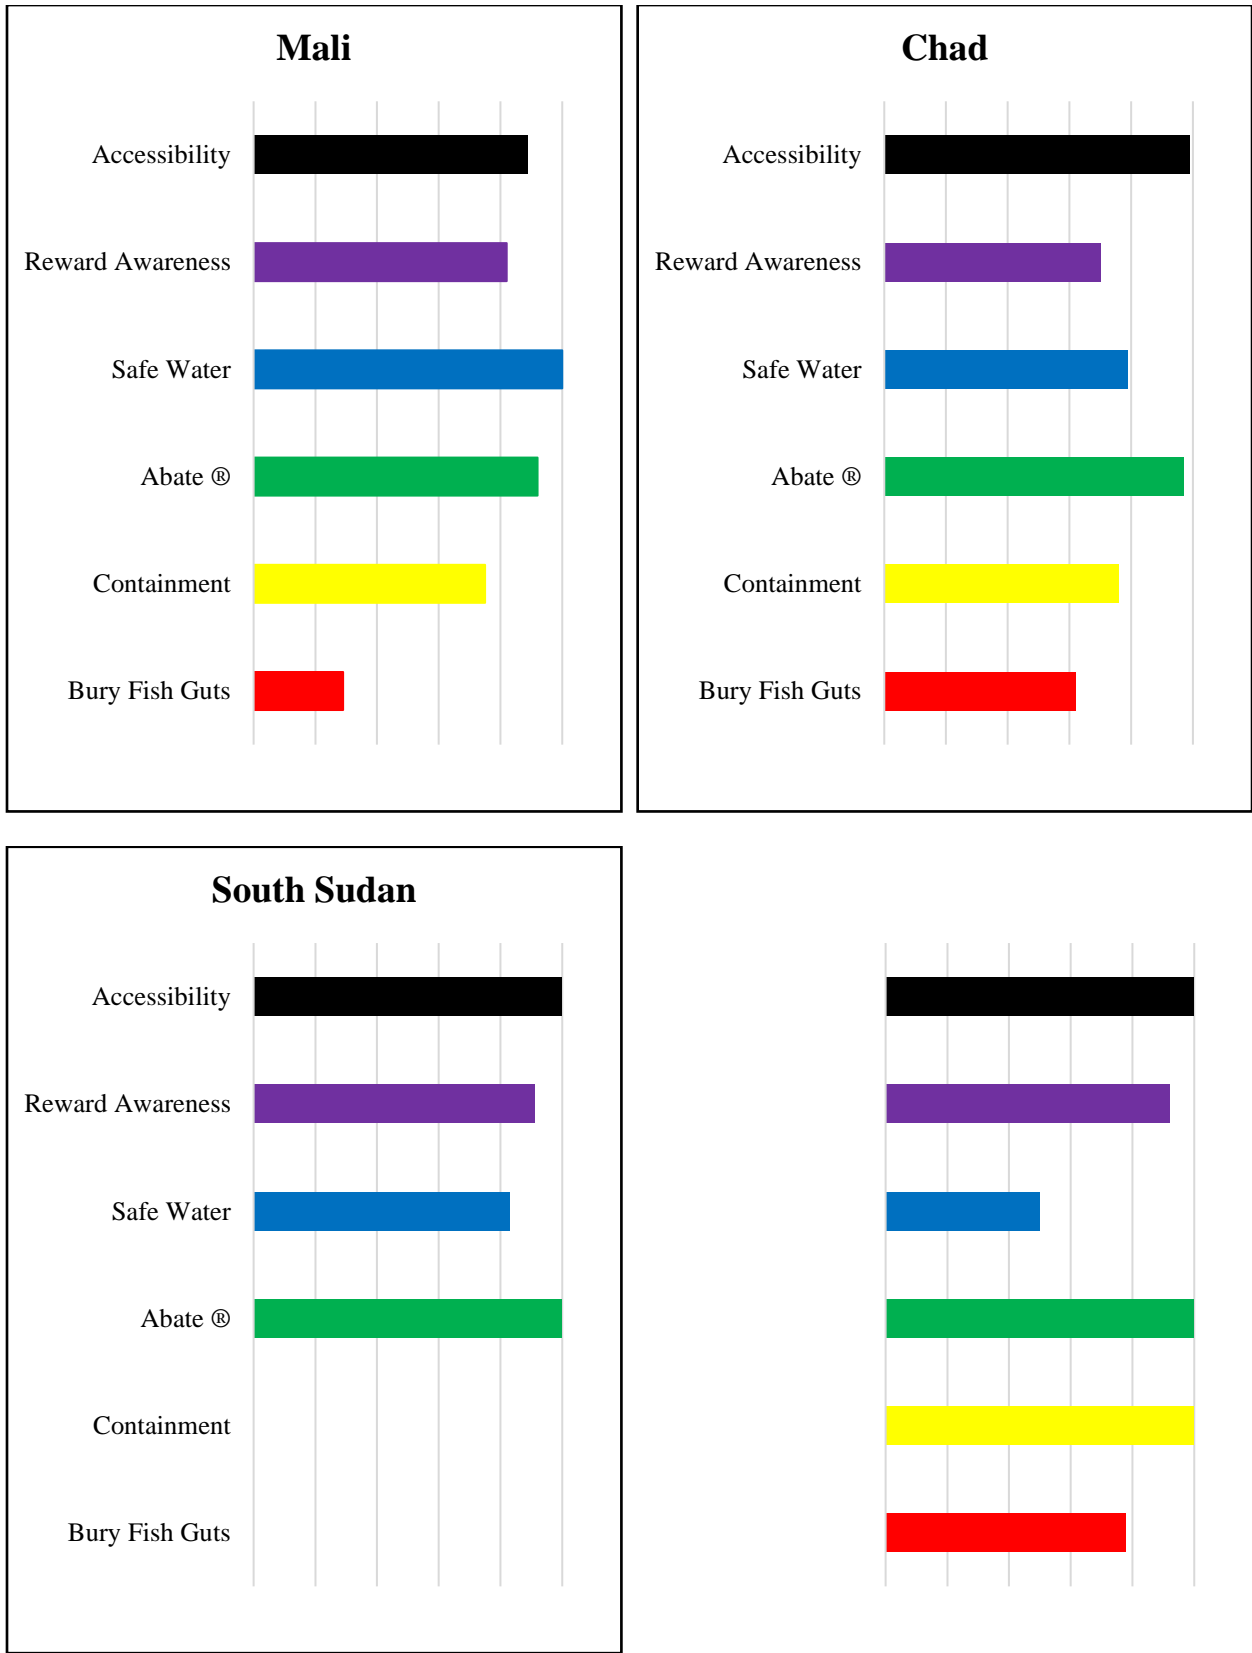 Mali
Accessibility
Reward Awareness
Safe Water
Abate ®
Containment
Bury Fish Guts
Chad
Accessibility
Reward Awareness
Safe Water
Abate ®
Containment
Bury Fish Guts
South Sudan
Accessibility
Reward Awareness
Safe Water
Abate ®
Containment
Bury Fish Guts